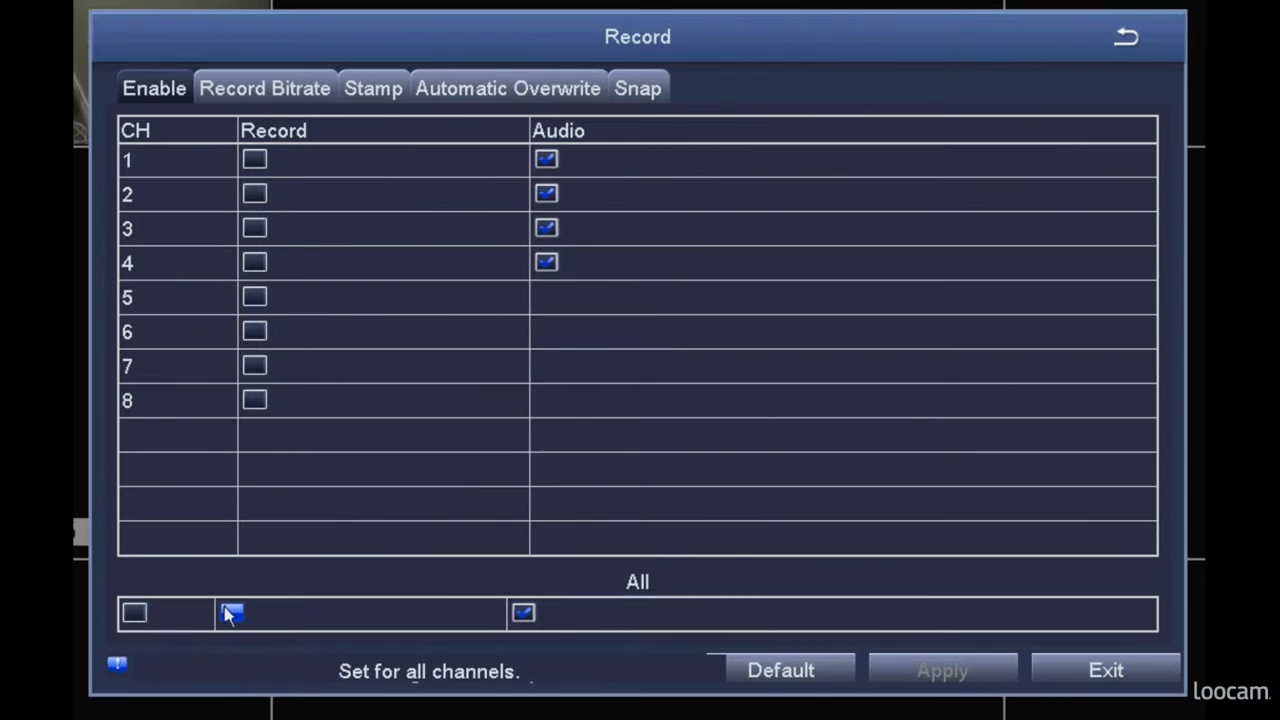 Record
Enable Record Bitrate Stamp Automatic Overwrite Snap
CH Record Audio
1
2
3
4
5
6
7
8
All
Set for all channels.
Default Apply Exit
loocam